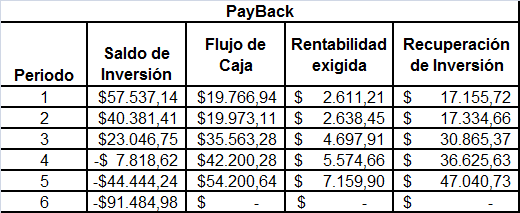 PayBack
Periodo Saldo de Inversión Flujo de Caja Rentabilidad exigida Recuperación de Inversión
1 $57.537,14 $19.766,94 $ 2.611,21 $ 17.155,72
2 $40.381,41 $19.973,11 $ 2.638,45 $ 17.334,66
3 $23.046,75 $35.563,28 $ 4.697,91 $ 30.865,37
4 -$ 7.818,62 $42.200,28 $ 5.574,66 $ 36.625,63
5 -$44.444,24 $54.200,64 $ 7.159,90 $ 47.040,73
6 -$91.484,98 $ - $ - $ -